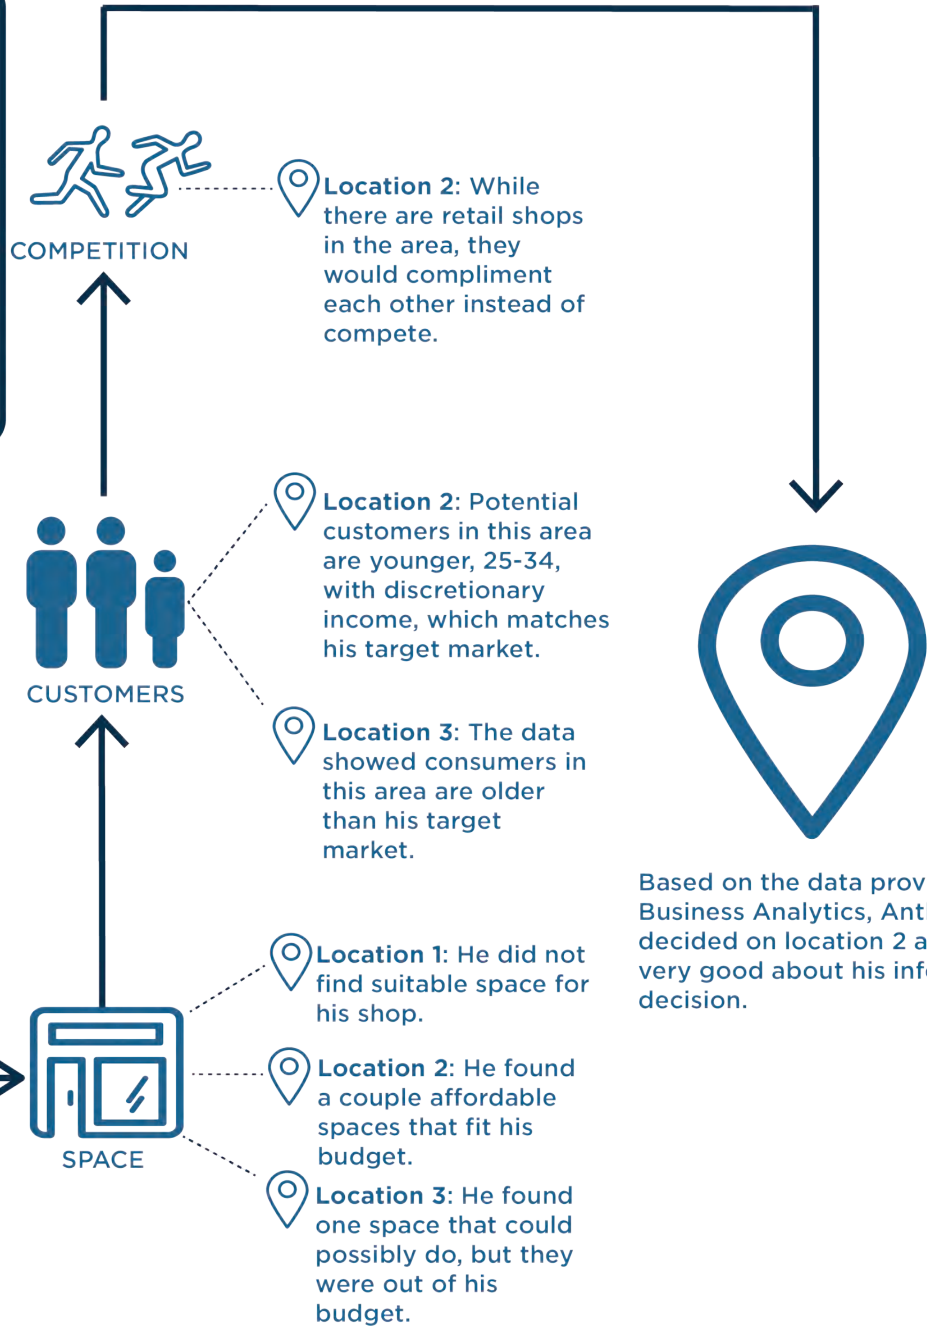 COMPETITION
Location 2: While
there are retail shops
in the area, they
would compliment
each other instead of
compete.
CUSTOMERS
Location 2: Potential
customers in this area
are younger, 25-34,
with discretionary
income, which matches
his target market.
Location 3: The data
showed consumers in
this area are older
than his target
market.
SPACE
Location 1: He did not
find suitable space for
his shop.
Location 2: He found
a couple affordable
spaces that fit his
budget.
Location 3: He found
one space that could
possibly do, but they
were out of his
budget.
Based on the data
Business Analytics,
decided on location 2
very good about his
decision.